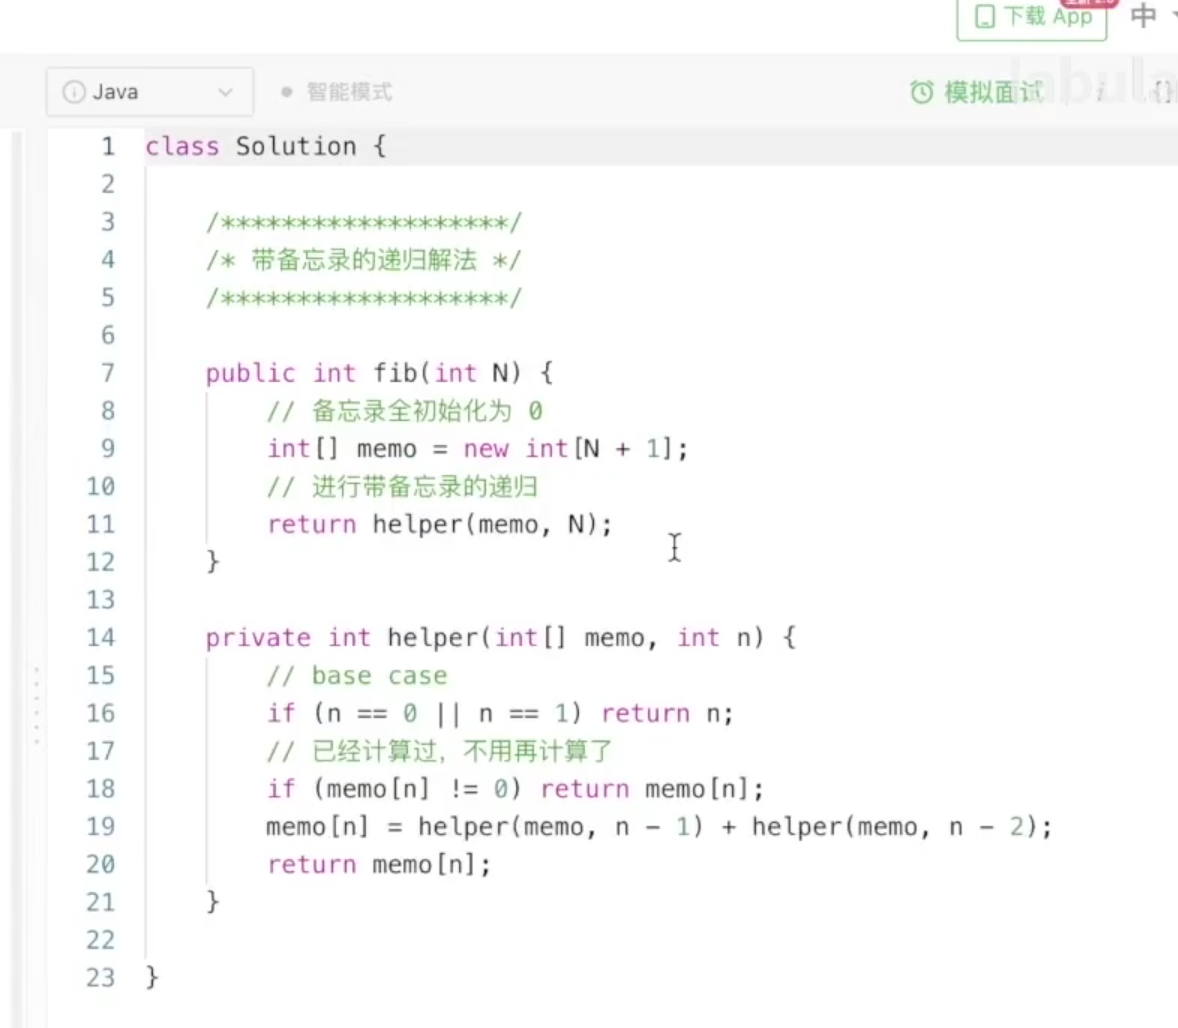 下载 App
中
Java
智能模式
模拟面试
1 class Solution {
2
3 /*******************/
4 /* 带备忘录的递归解法 */
5 /*******************/
6
7 public int fib(int N) {
8 // 备忘录全初始化为 0
9 int[] memo = new int[N + 1];
10 // 进行带备忘录的递归
11 return helper(memo, N);
12 }
13
14 private int helper(int[] memo, int n) {
15 // base case
16 if (n == 0 || n == 1) return n;
17 // 已经计算过，不用再计算了
18 if (memo[n] != 0) return memo[n];
19 memo[n] = helper(memo, n - 1) + helper(memo, n - 2);
20 return memo[n];
21 }
22
23 }